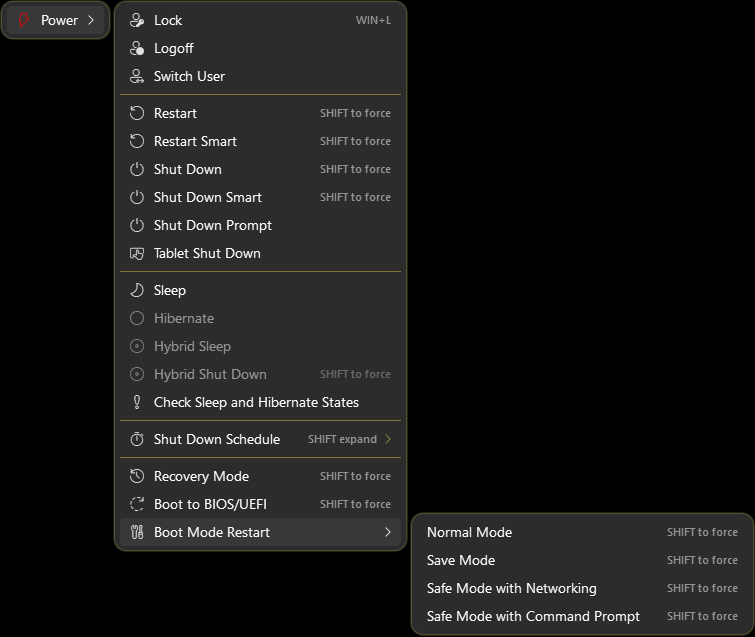 Power
Lock WIN+L
Logoff
Switch User
Restart SHIFT to force
Restart Smart SHIFT to force
Shut Down SHIFT to force
Shut Down Smart SHIFT to force
Shut Down Prompt
Tablet Shut Down
Sleep
Hibernate
Hybrid Sleep
Hybrid Shut Down SHIFT to force
Check Sleep and Hibernate States
Shut Down Schedule SHIFT expand
Recovery Mode SHIFT to force
Boot to BIOS/UEFI SHIFT to force
Boot Mode Restart
Normal Mode SHIFT to force
Save Mode SHIFT to force
Safe Mode with Networking SHIFT to force
Safe Mode with Command Prompt SHIFT to force